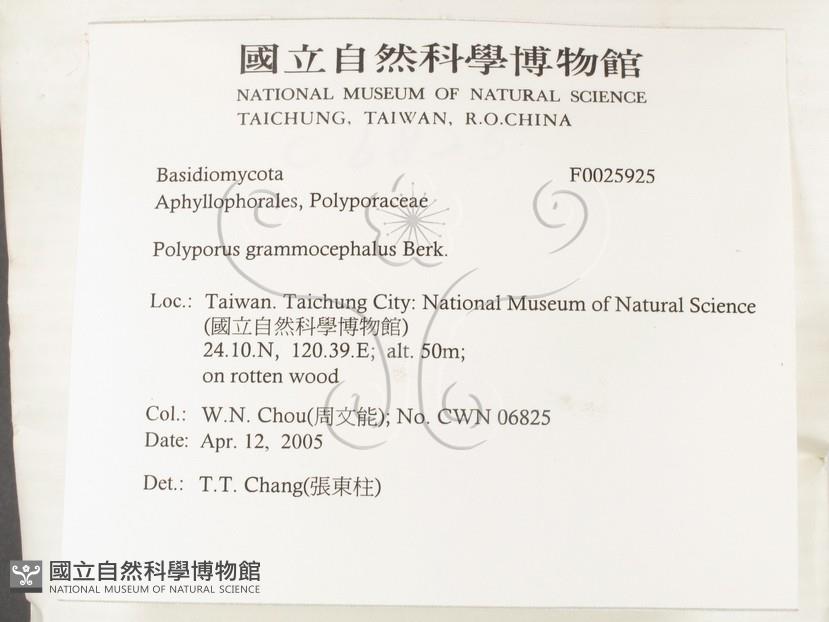 國立自然科學博物館
NATIONAL MUSEUM OF NATURAL SCIENCE
TAICHUNG, TAIWAN, R.O.CHINA
Basidiomycota F0025925
Aphyllophorales, Polyporaceae
Polyporus grammocephalus Berk.
Loc.: Taiwan. Taichung City: National Museum of Natural Science
(國立自然科學博物館)
24.10.N, 120.39.E; alt. 50m;
on rotten wood
Col.: W.N. Chou(周文能); No. CWN 06825
Date: Apr. 12, 2005
Det.: T.T. Chang(張東柱)
國立自然科學博物館
NATIONAL MUSEUM OF NATURAL SCIENCE